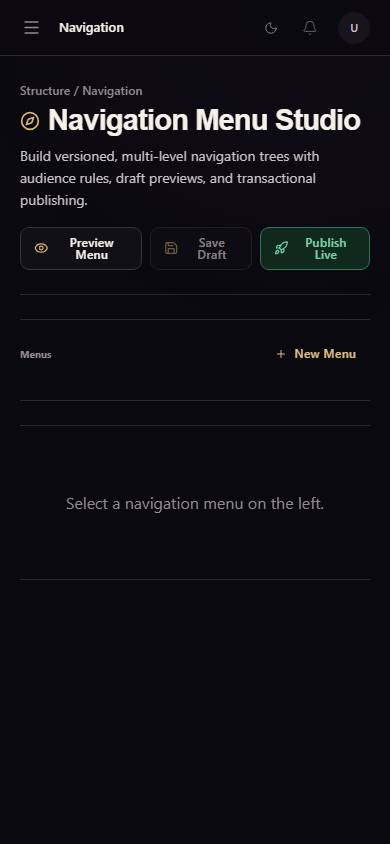 Navigation
U
Structure / Navigation
Navigation Menu Studio
Build versioned, multi-level navigation trees with
audience rules, draft previews, and transactional
publishing.
Preview
Menu
Save
Draft
Publish
Live
Menus
New Menu
Select a navigation menu on the left.